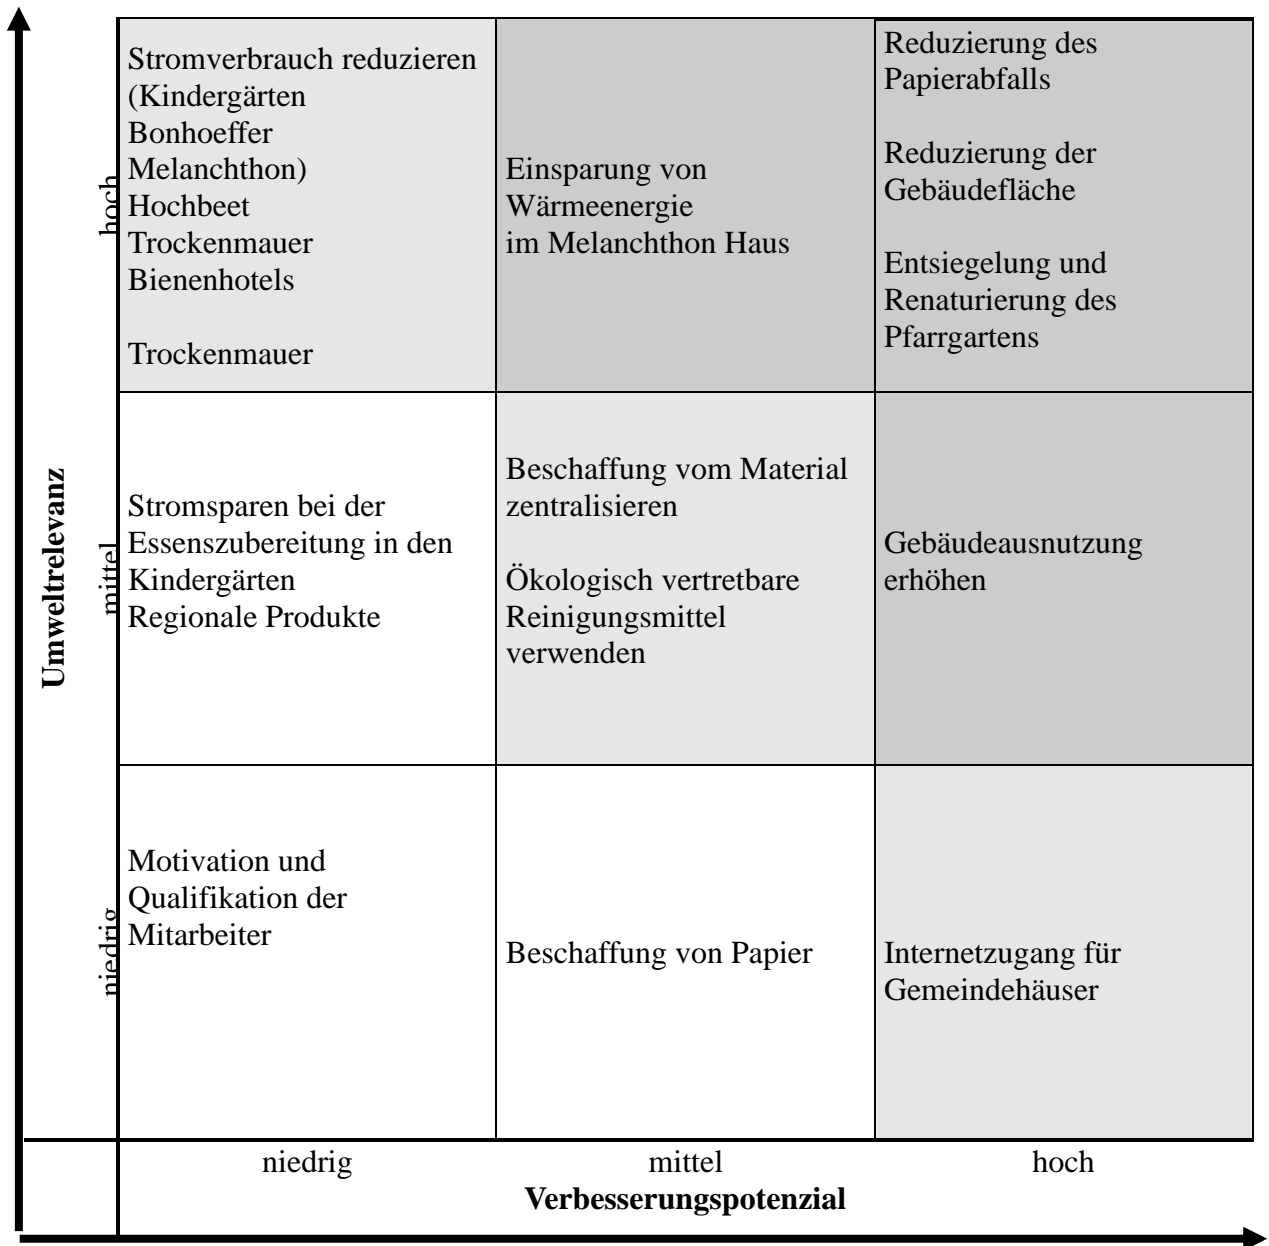 Stromverbrauch reduzieren
(Kindergärten
Bonhoeffer
Melanchthon)
Hochbeet
Trockenmauer
Bienenhotels
Trockenmauer
Einsparung von
Wärmeenergie
im Melanchthon Haus
Reduzierung des
Papierabfalls
Reduzierung der
Gebäudefläche
Entsiegelung und
Renaturierung des
Pfarrgartens
hoch
Umweltrelevanz
mittel
Stromsparen bei der
Essenszubereitung in den
Kindergärten
Regionale Produkte
Beschaffung vom Material
zentralisieren
Ökologisch vertretbare
Reinigungsmittel
verwenden
Gebäudeausnutzung
erhöhen
niedrig
Motivation und
Qualifikation der
Mitarbeiter
Beschaffung von Papier
Internetzugang für
Gemeindehäuser
niedrig
mittel
hoch
Verbesserungspotenzial